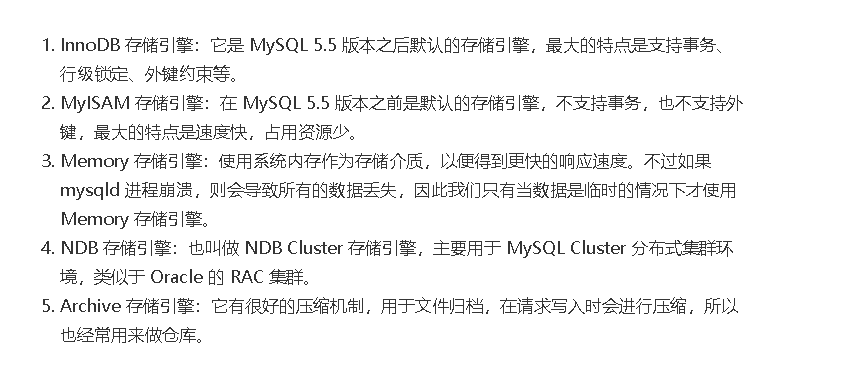 1. InnoDB 存储引擎：它是 MySQL 5.5 版本之后默认的存储引擎，最大的特点是支持事务、
行级锁定、外键约束等。
2. MyISAM 存储引擎：在 MySQL 5.5 版本之前是默认的存储引擎，不支持事务，也不支持外
键，最大的特点是速度快，占用资源少。
3. Memory 存储引擎：使用系统内存作为存储介质，以便得到更快的响应速度。不过如果
mysqld 进程崩溃，则会导致所有的数据丢失，因此我们只有当数据是临时的情况下才使用
Memory 存储引擎。
4. NDB 存储引擎：也叫做 NDB Cluster 存储引擎，主要用于 MySQL Cluster 分布式集群环
境，类似于 Oracle 的 RAC 集群。
5. Archive 存储引擎：它有很好的压缩机制，用于文件归档，在请求写入时会进行压缩，所以
也经常用来做仓库。